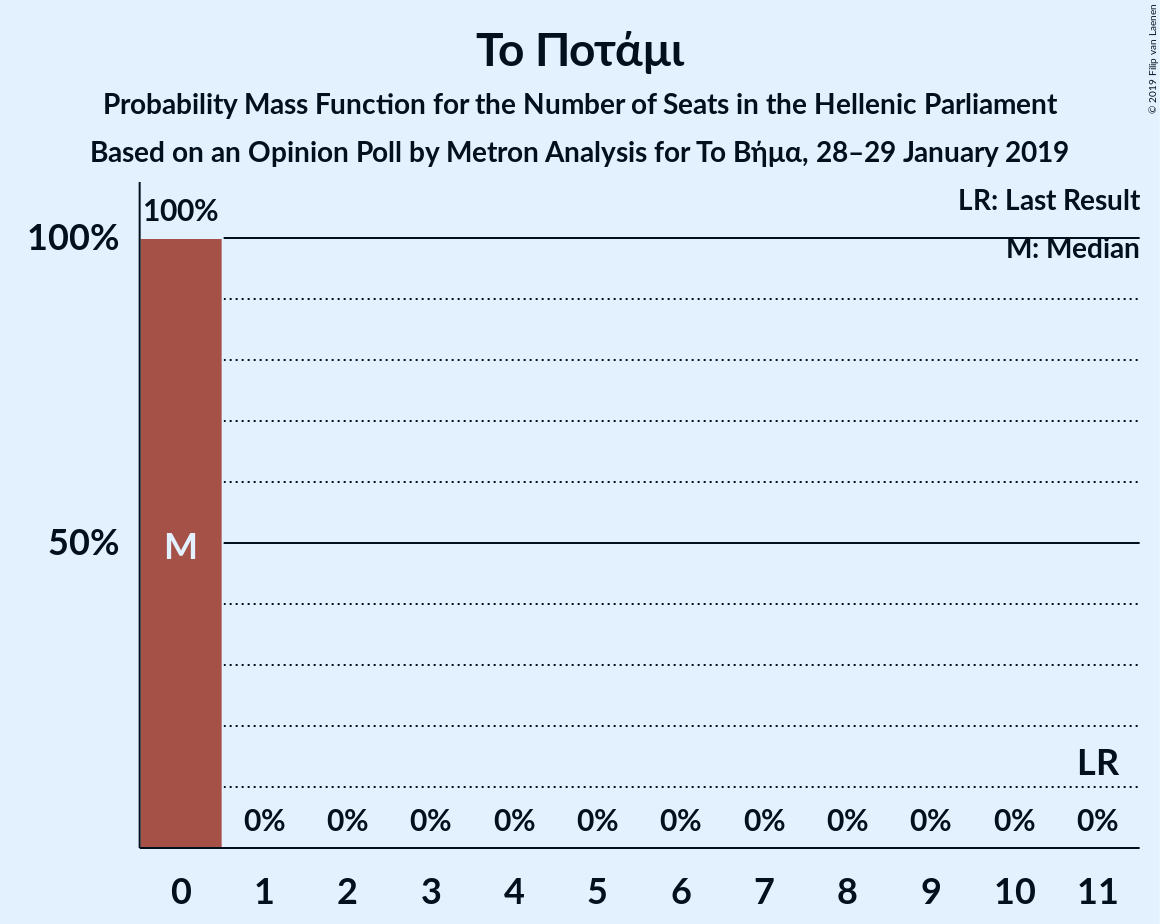 Το Ποτάμι
Probability Mass Function for the Number of Seats in the Hellenic Parliament
Based on an Opinion Poll by Metron Analysis for Το Βήμα, 28–29 January 2019
© 2019 Filip van Laenen
LR: Last Result
M: Median
100%
100%
50%
M
LR
0% 0% 0% 0% 0% 0% 0% 0% 0% 0% 0%
0 1 2 3 4 5 6 7 8 9 10 11